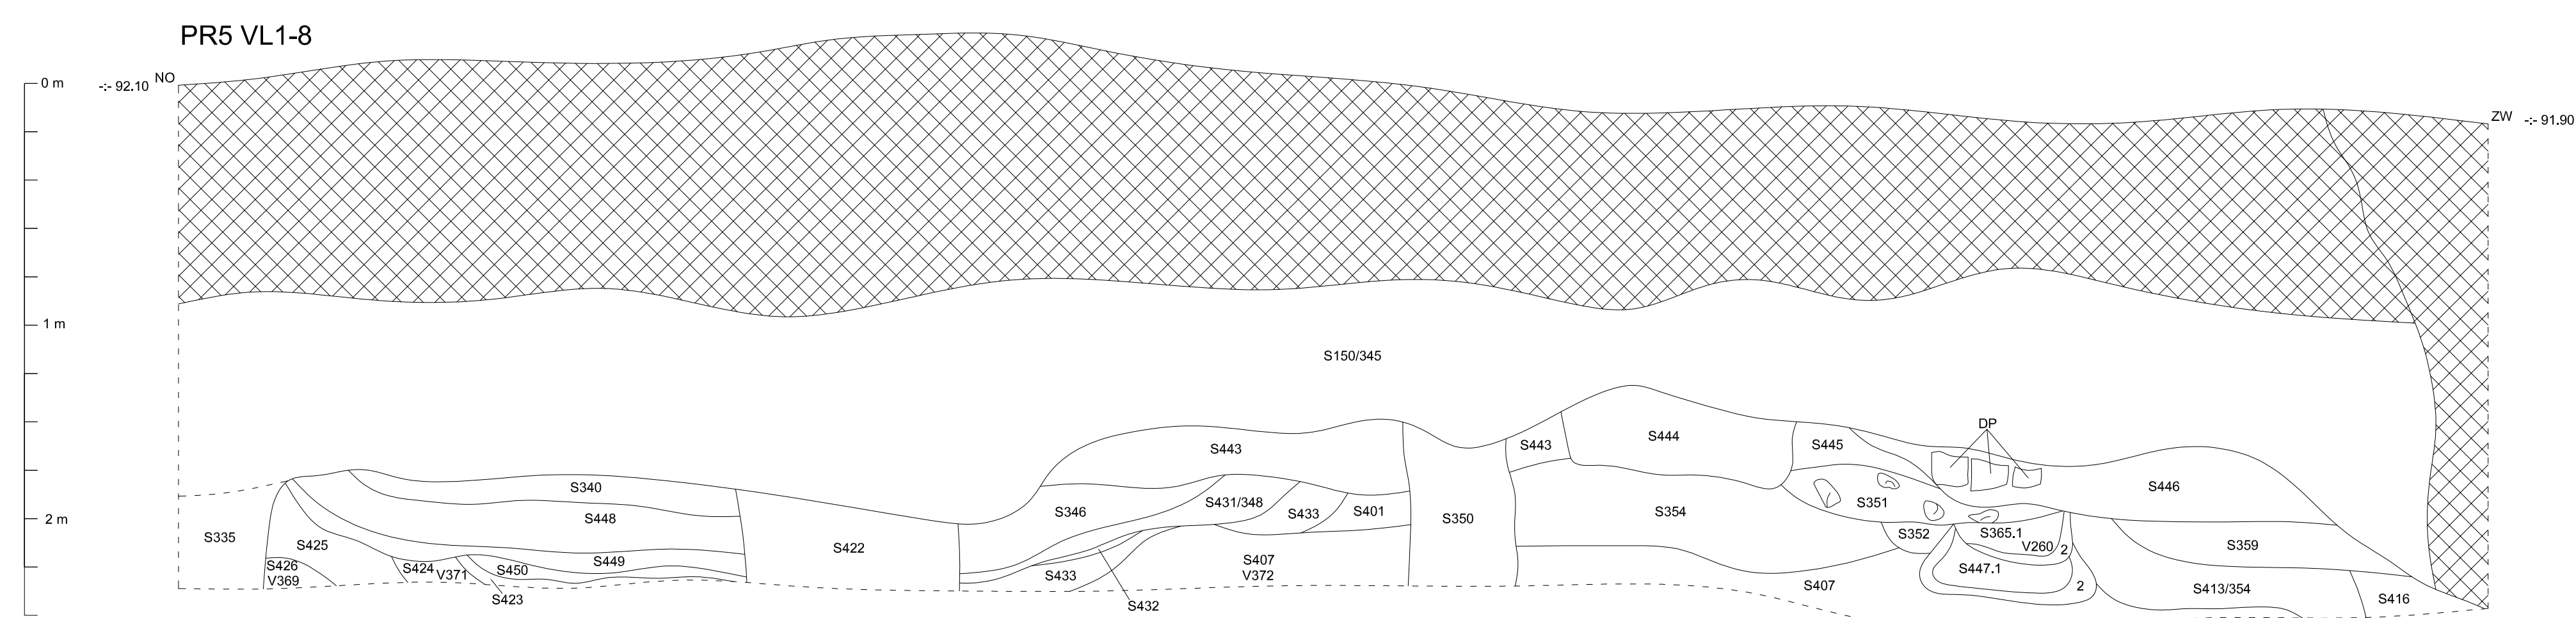 PR5 VL1-8
0 m
-:- 92.10 NO
ZW -:- 91.90
1 m
S150/345
DP
S443
S443
S444
S445
S340
S446
S448
S346
S431/348
S433
S401
S350
S354
S351
2 m
S335
S425
S422
S352
S365.1
V260
2
S359
S426
V369
S424
V371
S450
S449
S433
S407
V372
S447.1
S407
2
S413/354
S416
S423
S432